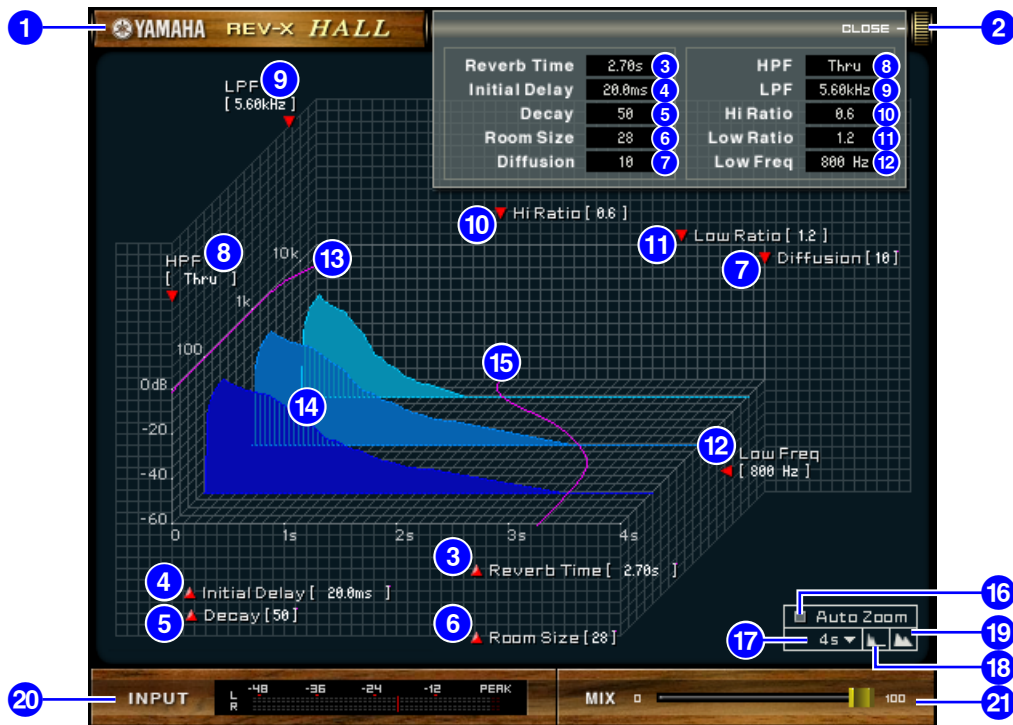 1 YAMAHA REV-X HALL CLOSE - 2
Reverb Time 2.70s 3 HPF Thru 8
Initial Delay 20.0ms 4 LPF 5.60kHz 9
Decay 50 5 Hi Ratio 0.6 10
Room Size 28 6 Low Ratio 1.2 11
Diffusion 10 7 Low Freq 800 Hz 12
LPF 9
[ 5.60kHz ]
10 Hi Ratio [ 0.6 ]
11 Low Ratio [ 1.2 ]
7 Diffusion [10]
HPF 8
[ Thru ]
10k 13
1k
100
15
0dB
14
-20
12 Low Freq
[ 800 Hz ]
-40
-60
0 1s 2s 3s 4s
3 Reverb Time [ 2.70s ]
4 Initial Delay [ 20.0ms ]
5 Decay [50]
6 Room Size [28]
Auto Zoom 16
17 4s 19
18
20 INPUT L R -48 -36 -24 -12 PEAK
MIX 0 100 21